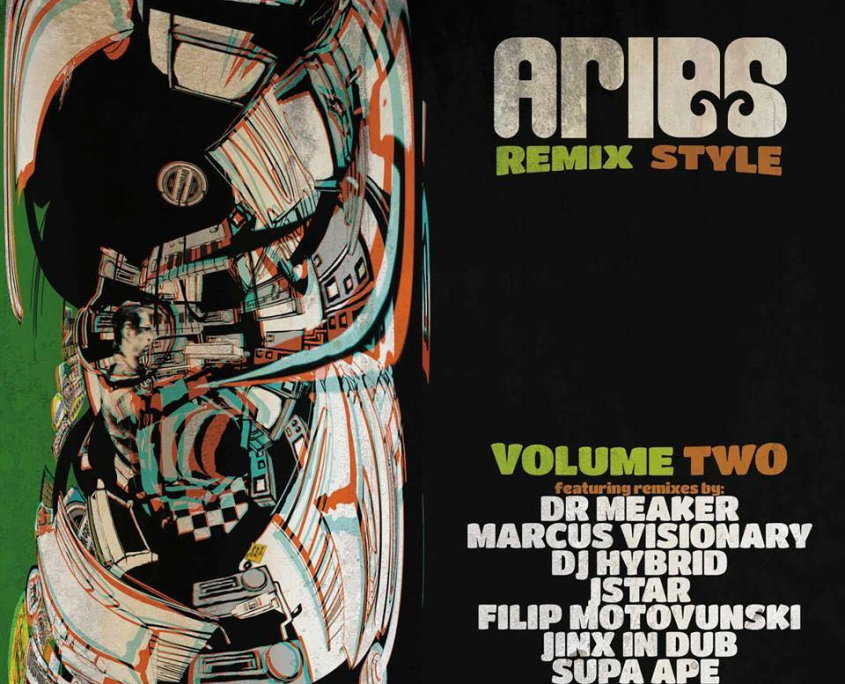 ARIES
REMIX STYLE
VOLUME TWO
featuring remixes by:
DR MEAKER
MARCUS VISIONARY
DJ HYBRID
JSTAR
FILIP MOTOVUNSKI
JINX IN DUB
SUPA APE